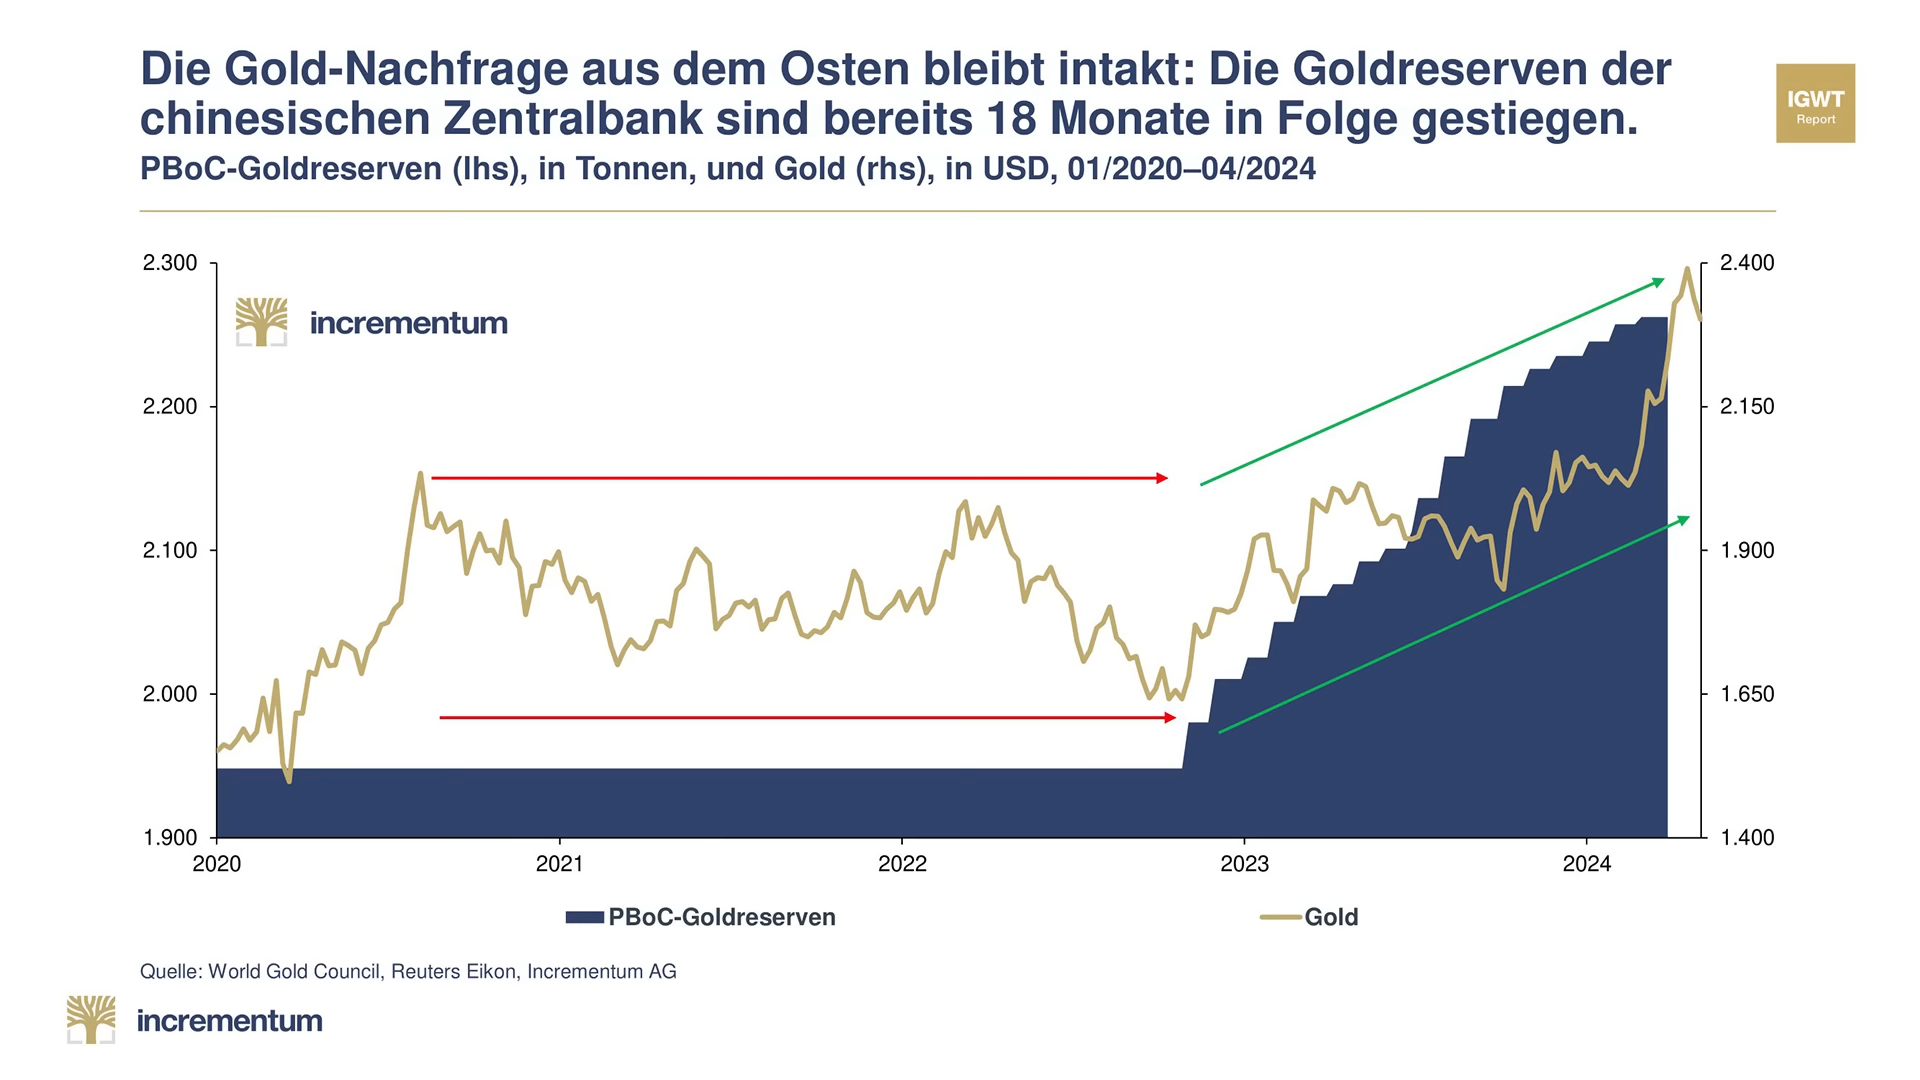 Die Gold-Nachfrage aus dem Osten bleibt intakt: Die Goldreserven der
chinesischen Zentralbank sind bereits 18 Monate in Folge gestiegen.
PBoC-Goldreserven (lhs), in Tonnen, und Gold (rhs), in USD, 01/2020–04/2024
IGWT
Report
2.300
2.200
2.100
2.000
1.900
incrementum
2.400
2.150
1.900
1.650
1.400
2020
2021
2022
2023
2024
PBoC-Goldreserven
Gold
Quelle: World Gold Council, Reuters Eikon, Incrementum AG
incrementum